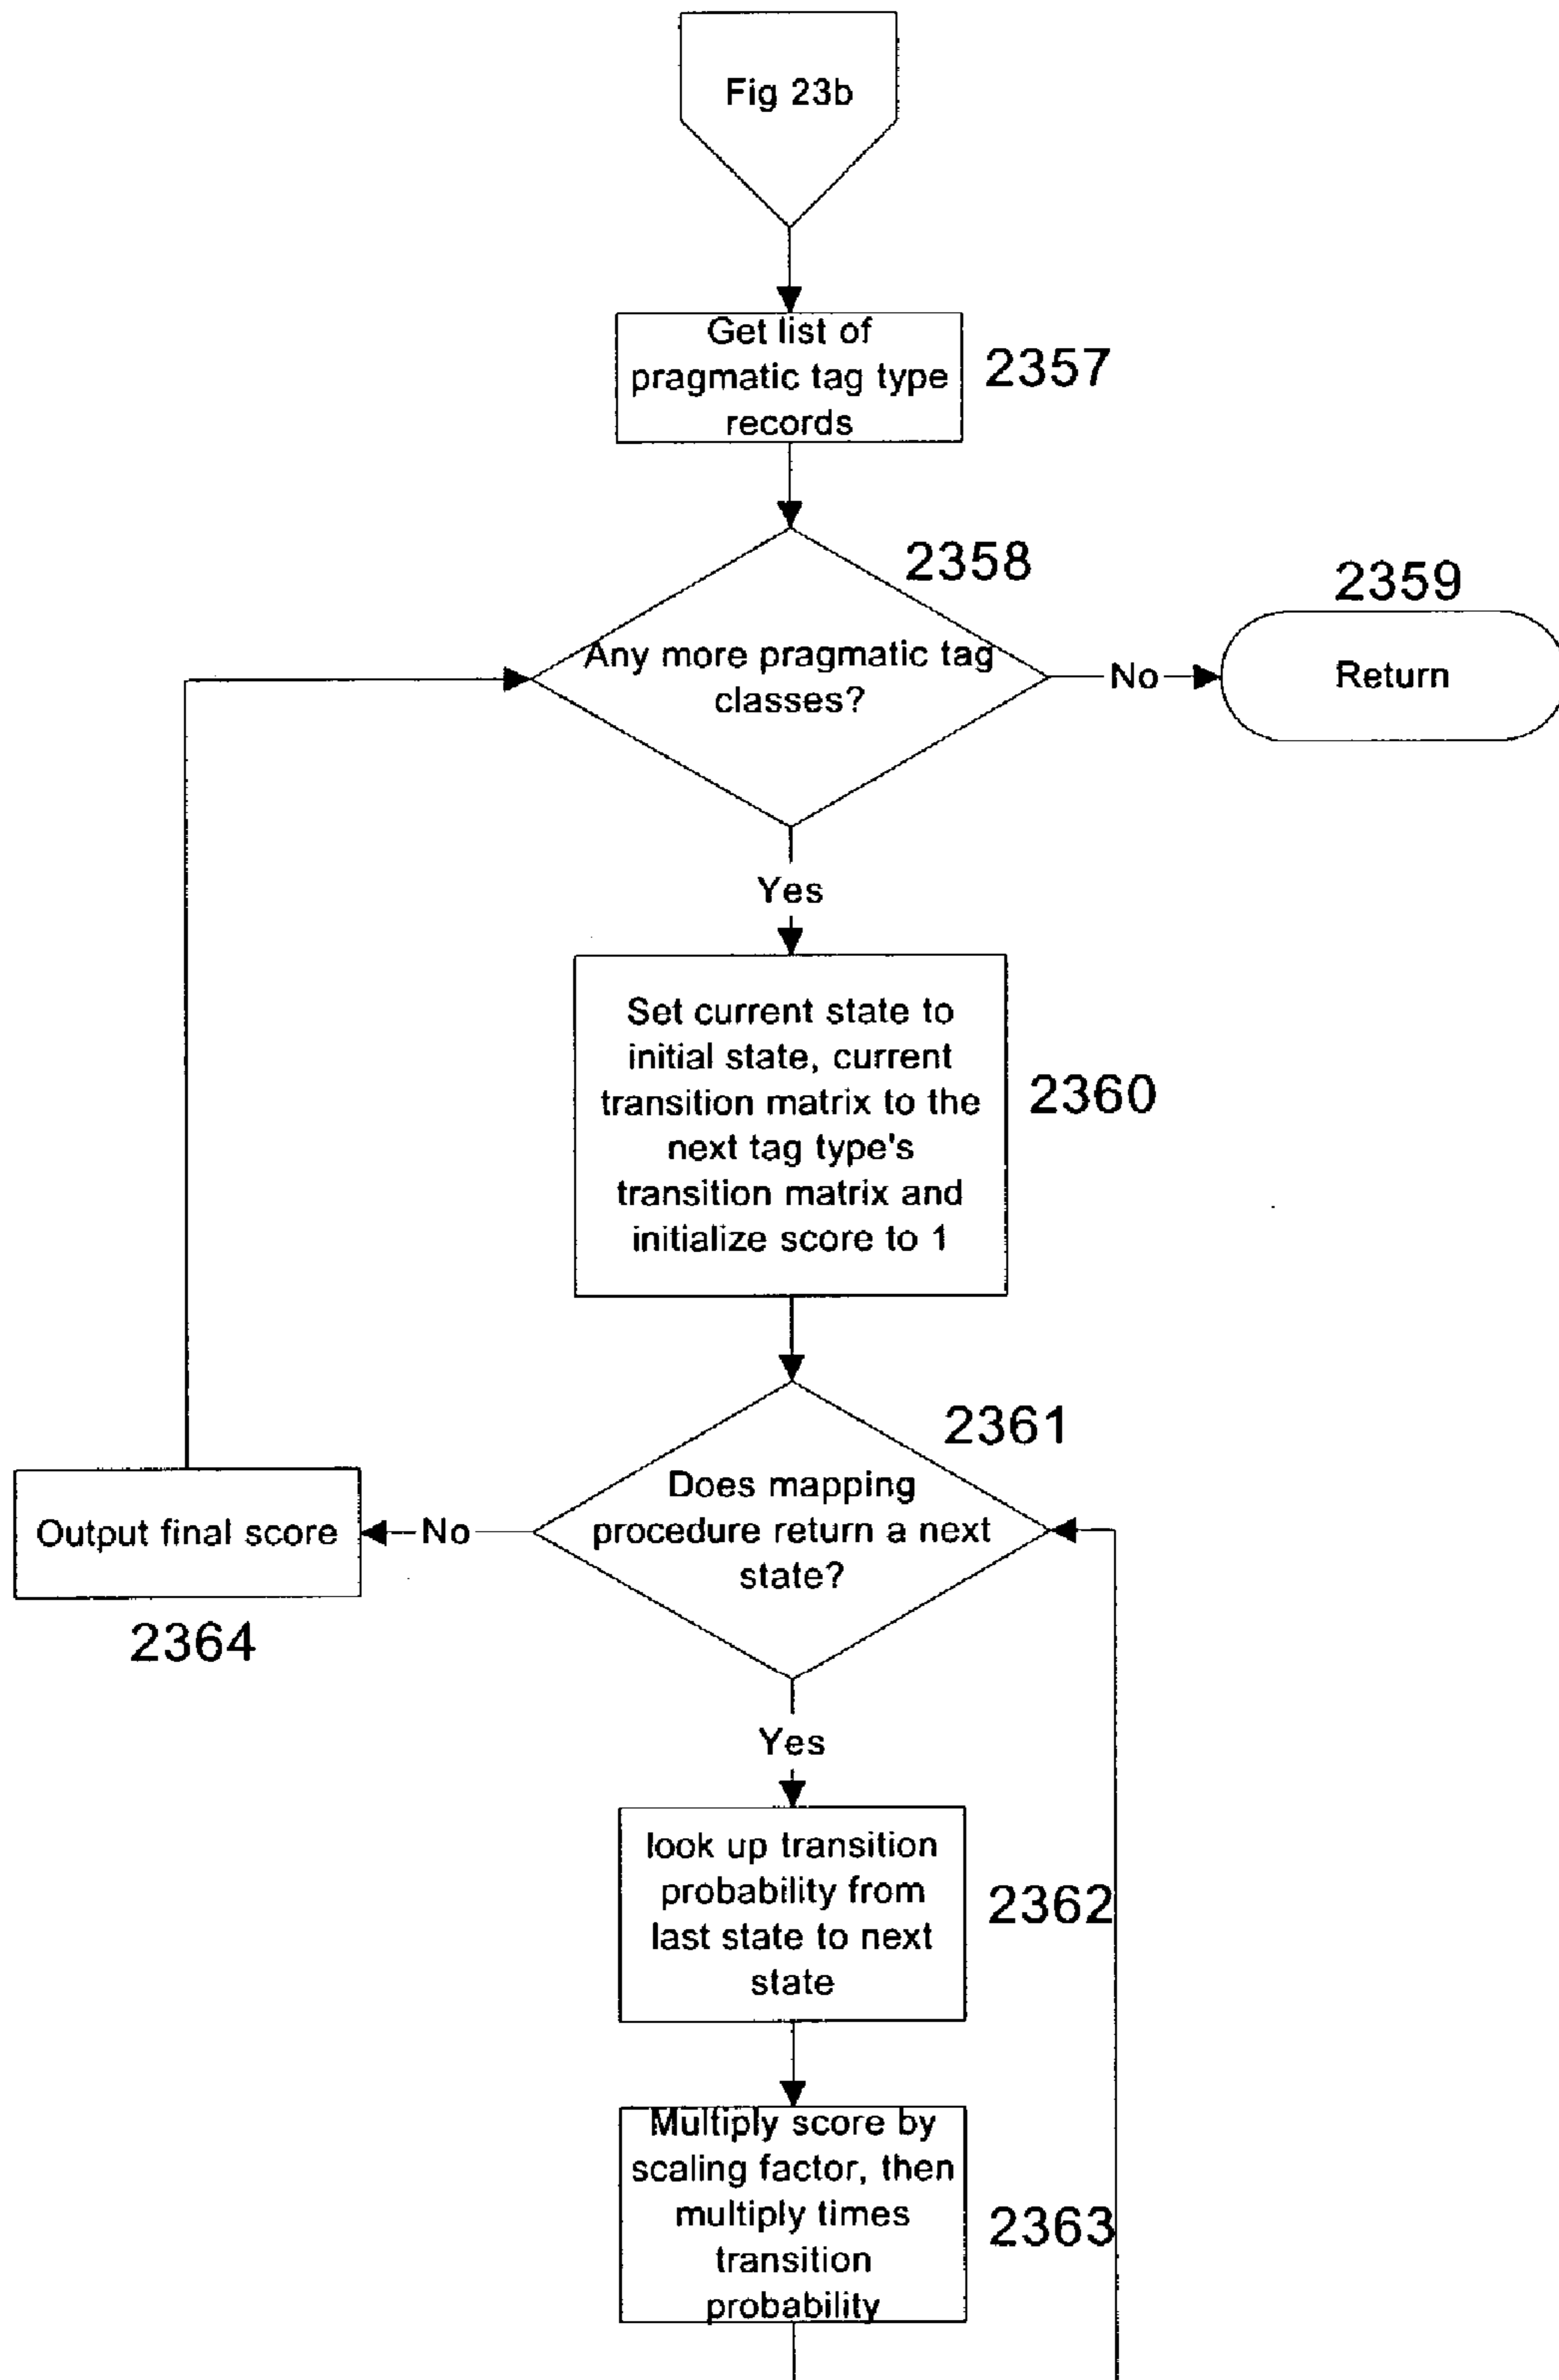 Fig 23b
Get list of
pragmatic tag type
records
2357
2358
Any more pragmatic tag
classes?
No
2359
Return
Yes
Set current state to
initial state, current
transition matrix to the
next tag type's
transition matrix and
initialize score to 1
2360
2361
Does mapping
procedure return a next
state?
No
Output final score
2364
Yes
look up transition
probability from
last state to next
state
2362
Multiply score by
scaling factor, then
multiply times
transition
probability
2363